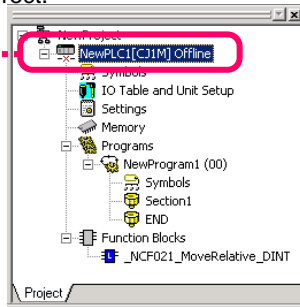 NewProject
NewPLC1[CJ1M] Offline
Symbols
IO Table and Unit Setup
Settings
Memory
Programs
NewProgram1 (00)
Symbols
Section1
END
Function Blocks
_NCF021_MoveRelative_DINT
Project